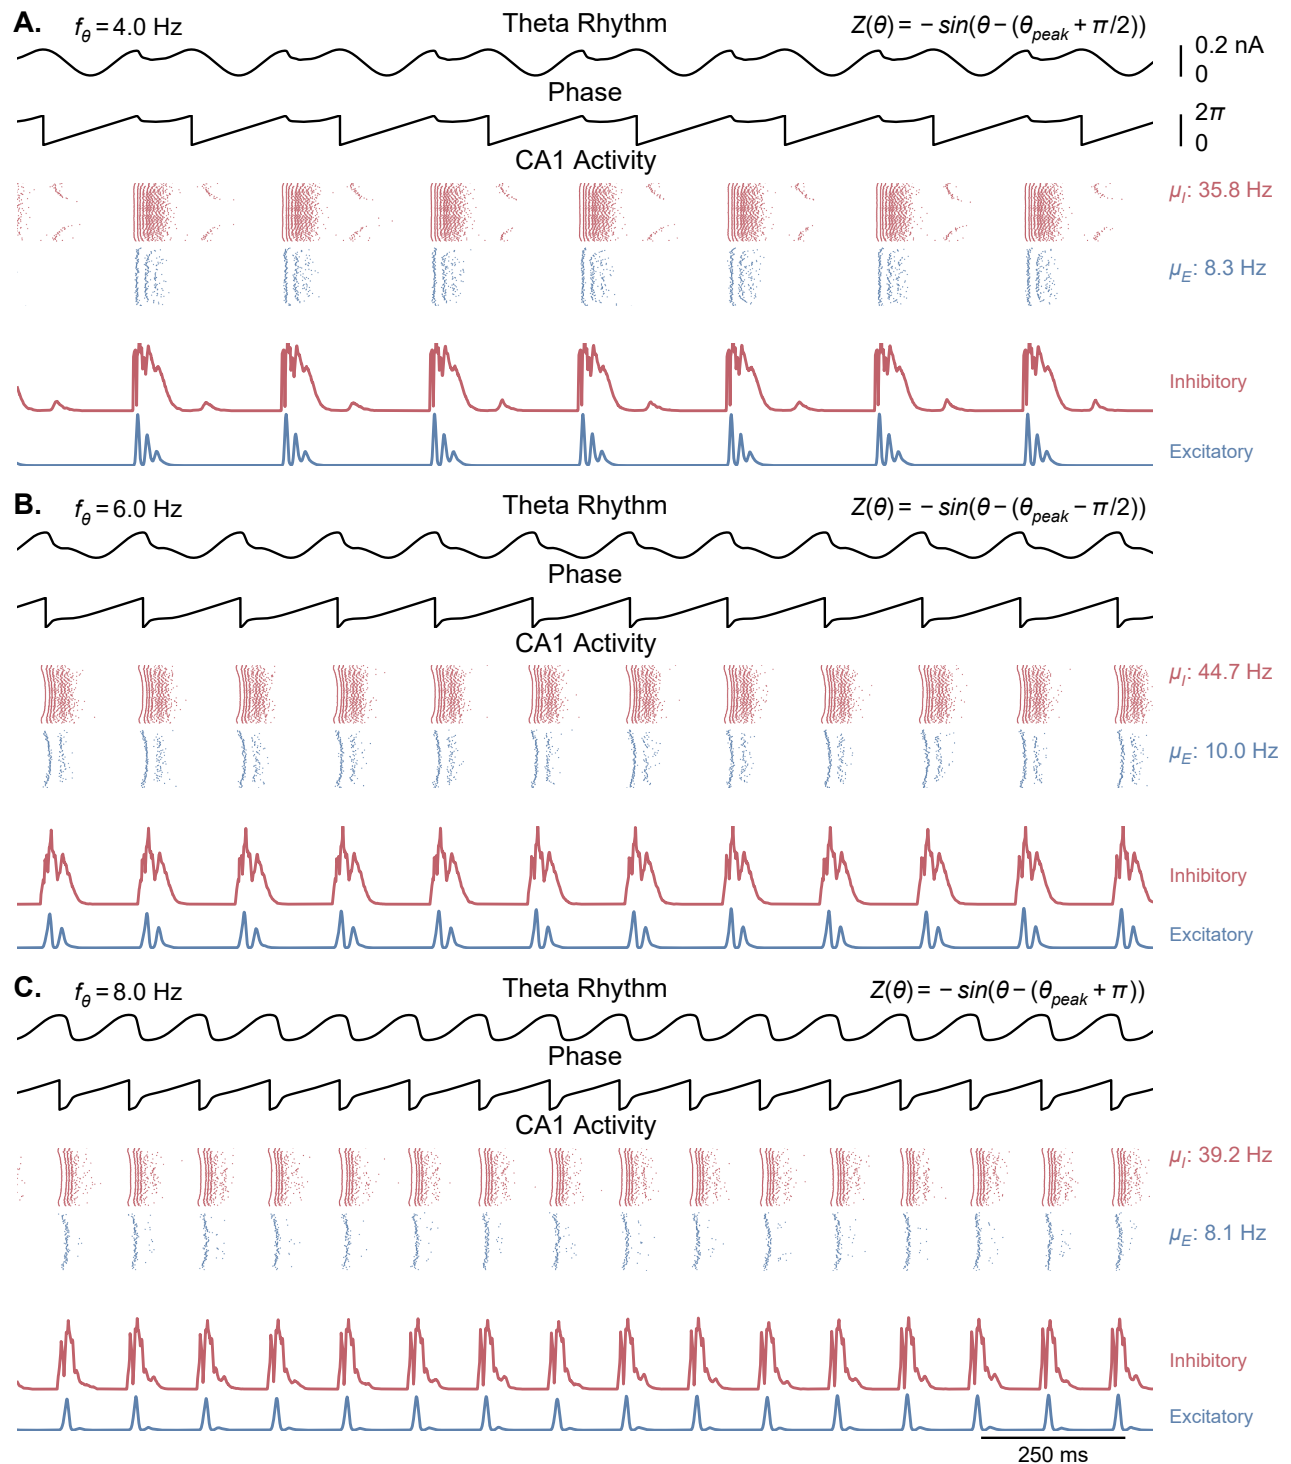 A. f_θ = 4.0 Hz Theta Rhythm Z(θ) = − sin(θ − (θ_peak + π/2))
0.2 nA
0
Phase
2π
0
CA1 Activity
μ_I: 35.8 Hz
μ_E: 8.3 Hz
Inhibitory
Excitatory
B. f_θ = 6.0 Hz Theta Rhythm Z(θ) = − sin(θ − (θ_peak − π/2))
Phase
CA1 Activity
μ_I: 44.7 Hz
μ_E: 10.0 Hz
Inhibitory
Excitatory
C. f_θ = 8.0 Hz Theta Rhythm Z(θ) = − sin(θ − (θ_peak + π))
Phase
CA1 Activity
μ_I: 39.2 Hz
μ_E: 8.1 Hz
Inhibitory
Excitatory
250 ms